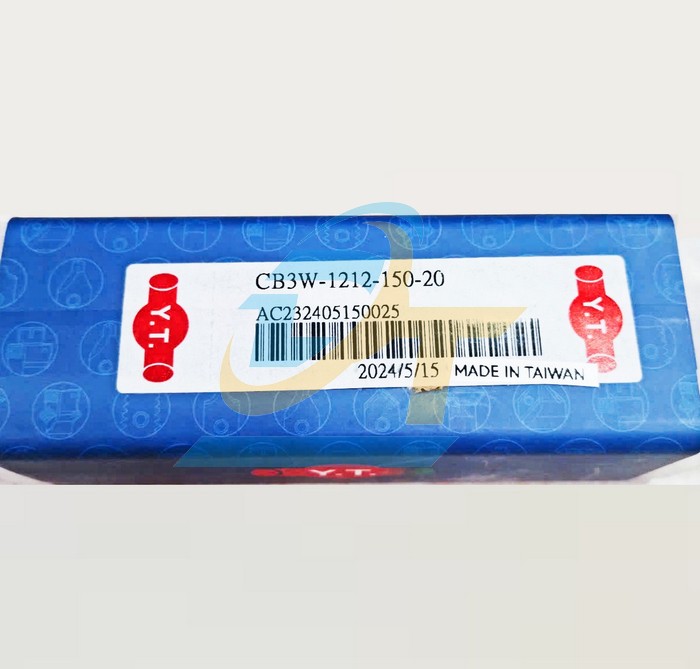 CB3W-1212-150-20
AC232405150025
2024/5/15 MADE IN TAIWAN
Y.T.
Y.T.
Y.T.